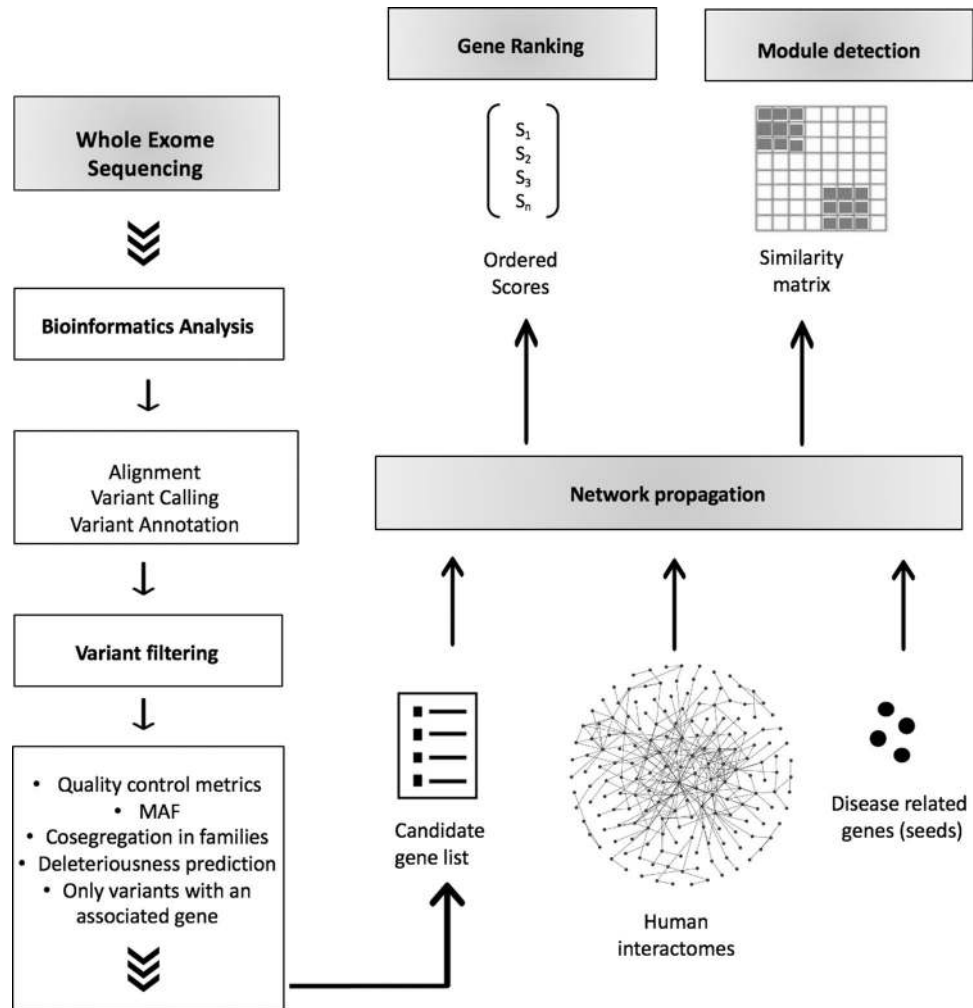 Whole Exome
Sequencing
Bioinformatics Analysis
Alignment
Variant Calling
Variant Annotation
Variant filtering
• Quality control metrics
• MAF
• Cosegregation in families
• Deleteriousness prediction
• Only variants with an
associated gene
Gene Ranking
S1
S2
S3
Sn
Ordered
Scores
Module detection
Similarity
matrix
Network propagation
Candidate
gene list
Human
interactomes
Disease related
genes (seeds)